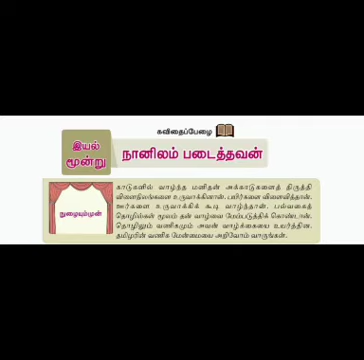 கவிதைப்பேழை
இயல்
மூன்று
நானிலம் படைத்தவன்
நுழையும்முன்
காடுகளில் வாழ்ந்த மனிதன் அக்காடுகளைத் திருத்தி
விளைநிலங்களை உருவாக்கினான். பயிர்களை விளைவித்தான்.
ஊர்களை உருவாக்கிக் கூடி வாழ்ந்தான். பல்வகைத்
தொழில்கள் மூலம் தன் வாழ்வை மேம்படுத்திக் கொண்டான்.
தொழிலும் வணிகமும் அவன் வாழ்க்கையை உயர்த்தின.
தமிழரின் வணிக மேன்மையை அறிவோம் வாருங்கள்.